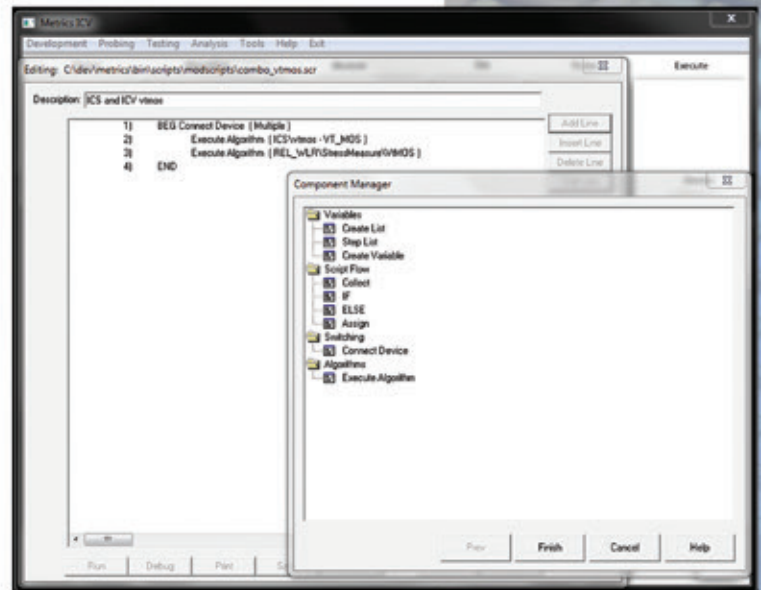 Metrics ICV
Development Probing Testing Analysis Tools Help Exit
Editing: C:\dev\metrics\bin\scripts\modscripts\combo_vtmos.scr
Execute
Description: ICS and ICV vtmos
1) BEG Connect Device ( Multiple )
2) Execute Algorithm ( ICS\vtmos - VT_MOS )
3) Execute Algorithm ( REL_WLR\StressMeasure\VtMOS )
4) END
Add Line
Insert Line
Delete Line
Component Manager
Variables
Create List
Step List
Create Variable
Script Flow
Collect
IF
ELSE
Assign
Switching
Connect Device
Algorithms
Execute Algorithm
Prev Finish Cancel Help
Run Debug Print